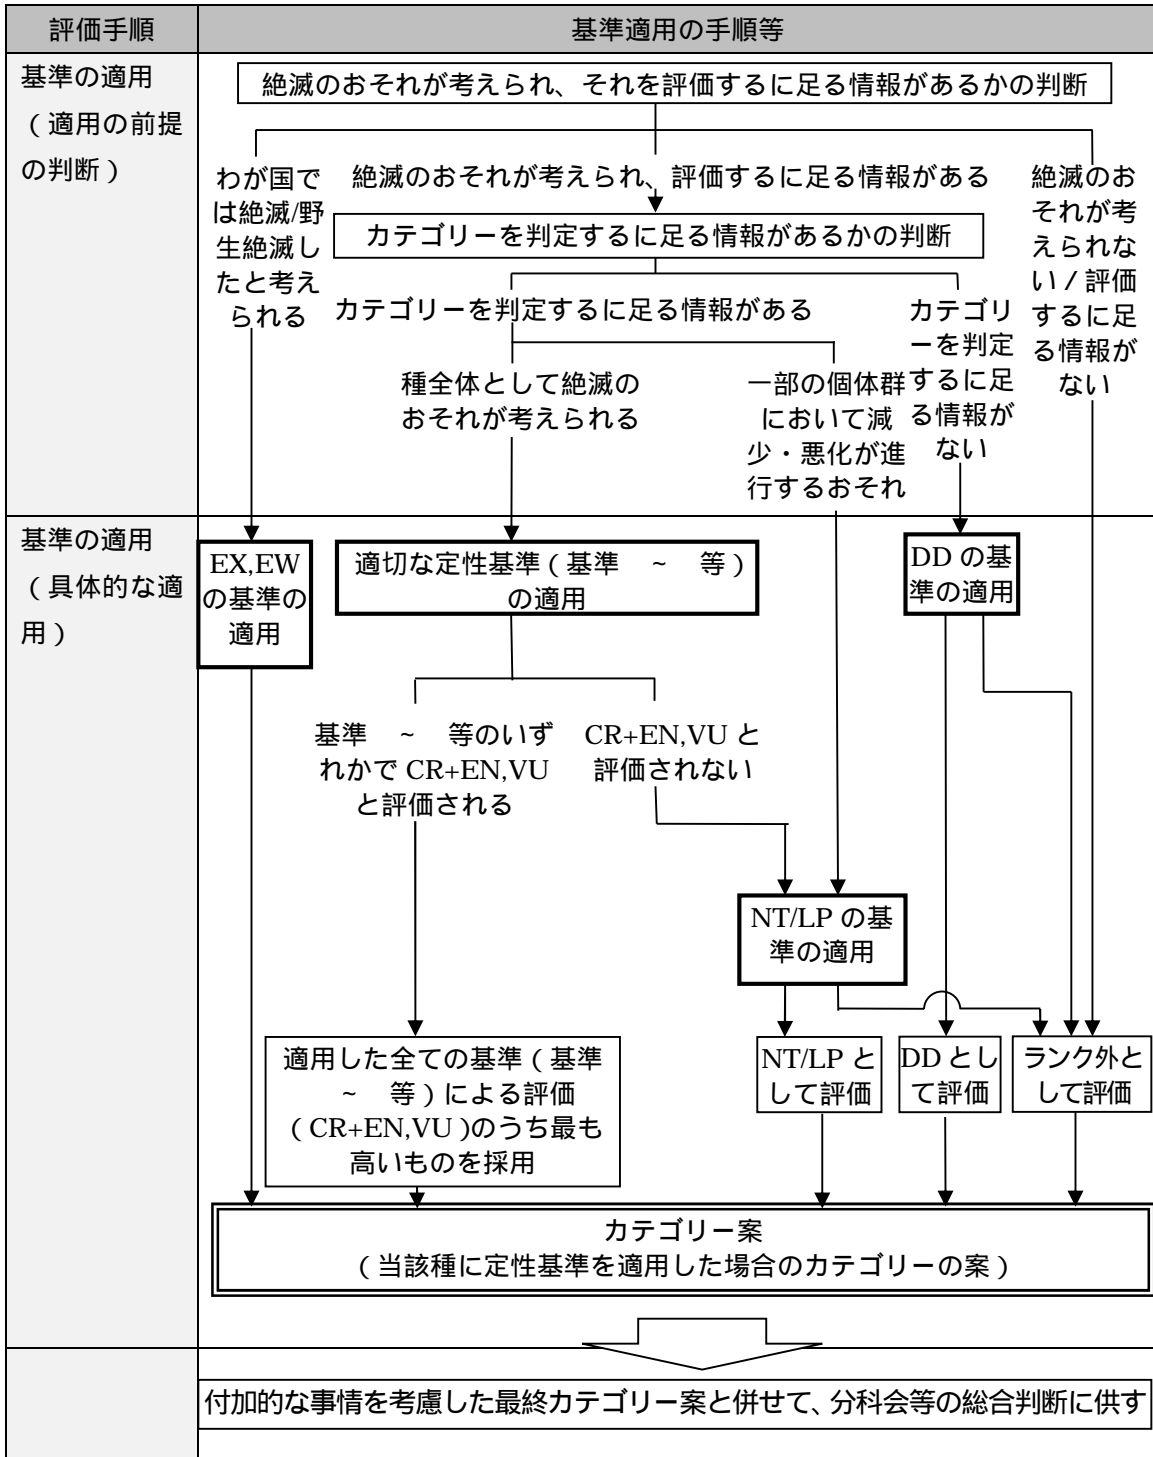 評価手順
基準適用の手順等
基準の適用
（適用の前提
の判断）
絶滅のおそれが考えられ、それを評価するに足る情報があるかの判断
わが国で
は絶滅/野
生絶滅し
たと考え
られる
絶滅のおそれが考えられ、評価するに足る情報がある
絶滅のお
それが考
えられな
い / 評価
するに足
る情報が
ない
カテゴリーを判定するに足る情報があるかの判断
カテゴリーを判定するに足る情報がある
カテゴリ
ーを判定
するに足
る情報が
ない
種全体として絶滅の
おそれが考えられる
一部の個体群
において減
少・悪化が進
行するおそれ
基準の適用
（具体的な適
用）
EX,EW
の基準の
適用
適切な定性基準（基準　~　等）
の適用
DD の基
準の適用
基準　~　等のいず
れかで CR+EN,VU
と評価される
CR+EN,VU と
評価されない
NT/LP の基
準の適用
適用した全ての基準（基準
~　等）による評価
（CR+EN,VU）のうち最も
高いものを採用
NT/LP と
して評価
DD とし
て評価
ランク外と
して評価
カテゴリー案
（当該種に定性基準を適用した場合のカテゴリーの案）
付加的な事情を考慮した最終カテゴリー案と併せて、分科会等の総合判断に供す